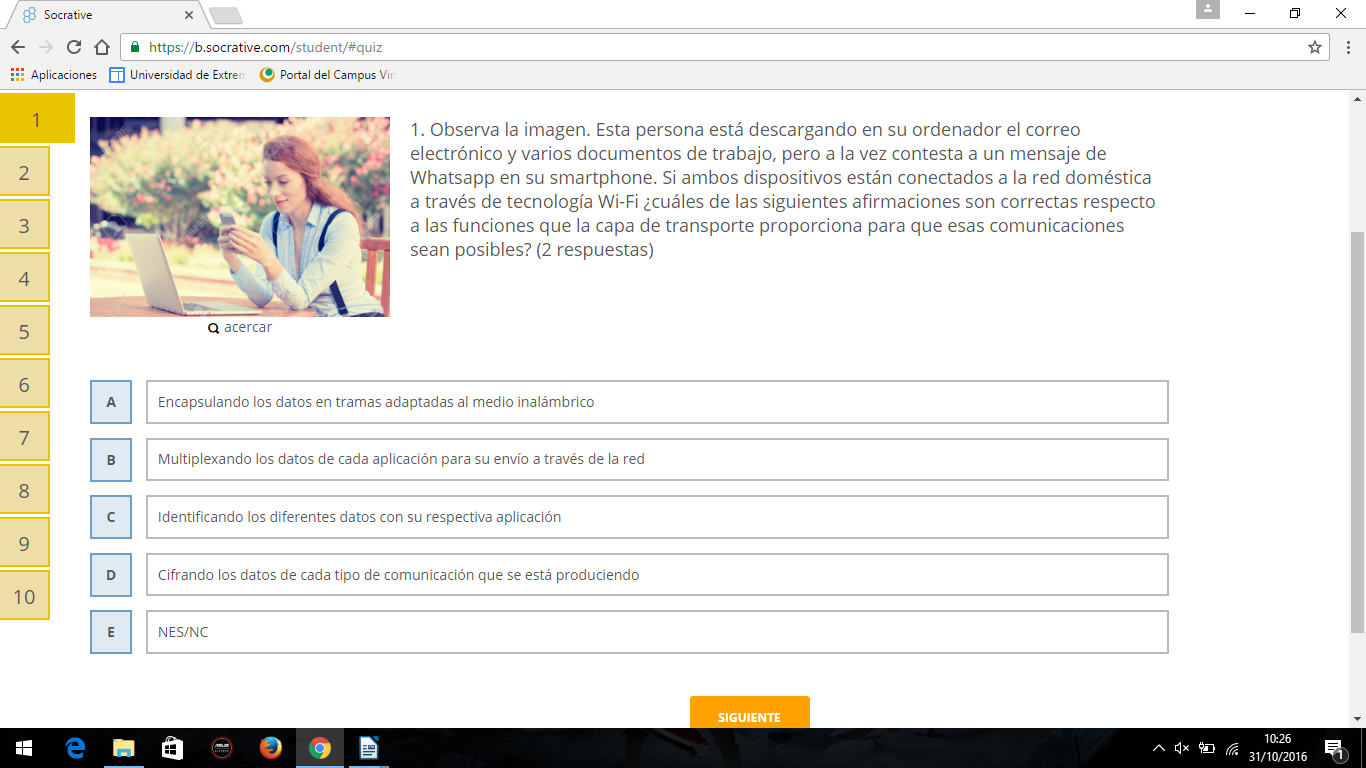 Socrative
https://b.socrative.com/student/#quiz
Aplicaciones
Universidad de Extrem
Portal del Campus Vir
1
2
3
4
5
6
7
8
9
10
1. Observa la imagen. Esta persona está descargando en su ordenador el correo
electrónico y varios documentos de trabajo, pero a la vez contesta a un mensaje de
Whatsapp en su smartphone. Si ambos dispositivos están conectados a la red doméstica
a través de tecnología Wi-Fi ¿cuáles de las siguientes afirmaciones son correctas respecto
a las funciones que la capa de transporte proporciona para que esas comunicaciones
sean posibles? (2 respuestas)
acercar
A
Encapsulando los datos en tramas adaptadas al medio inalámbrico
B
Multiplexando los datos de cada aplicación para su envío a través de la red
C
Identificando los diferentes datos con su respectiva aplicación
D
Cifrando los datos de cada tipo de comunicación que se está produciendo
E
NES/NC
SIGUIENTE
10:26
31/10/2016
1